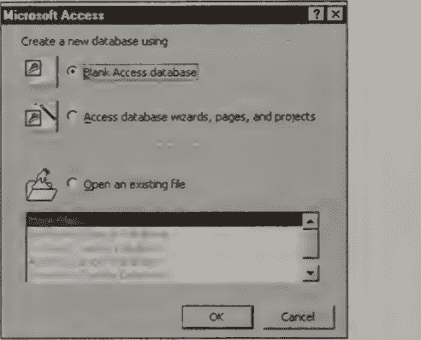 Microsoft Access
Create a new database using
Blank Access database
Access database wizards, pages, and projects
Open an existing file
OK
Cancel